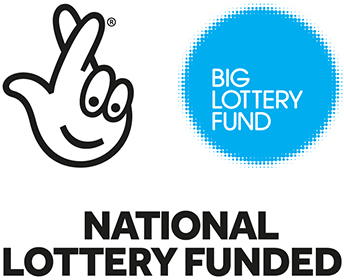 ®
BIG
LOTTERY
FUND
NATIONAL
LOTTERY FUNDED